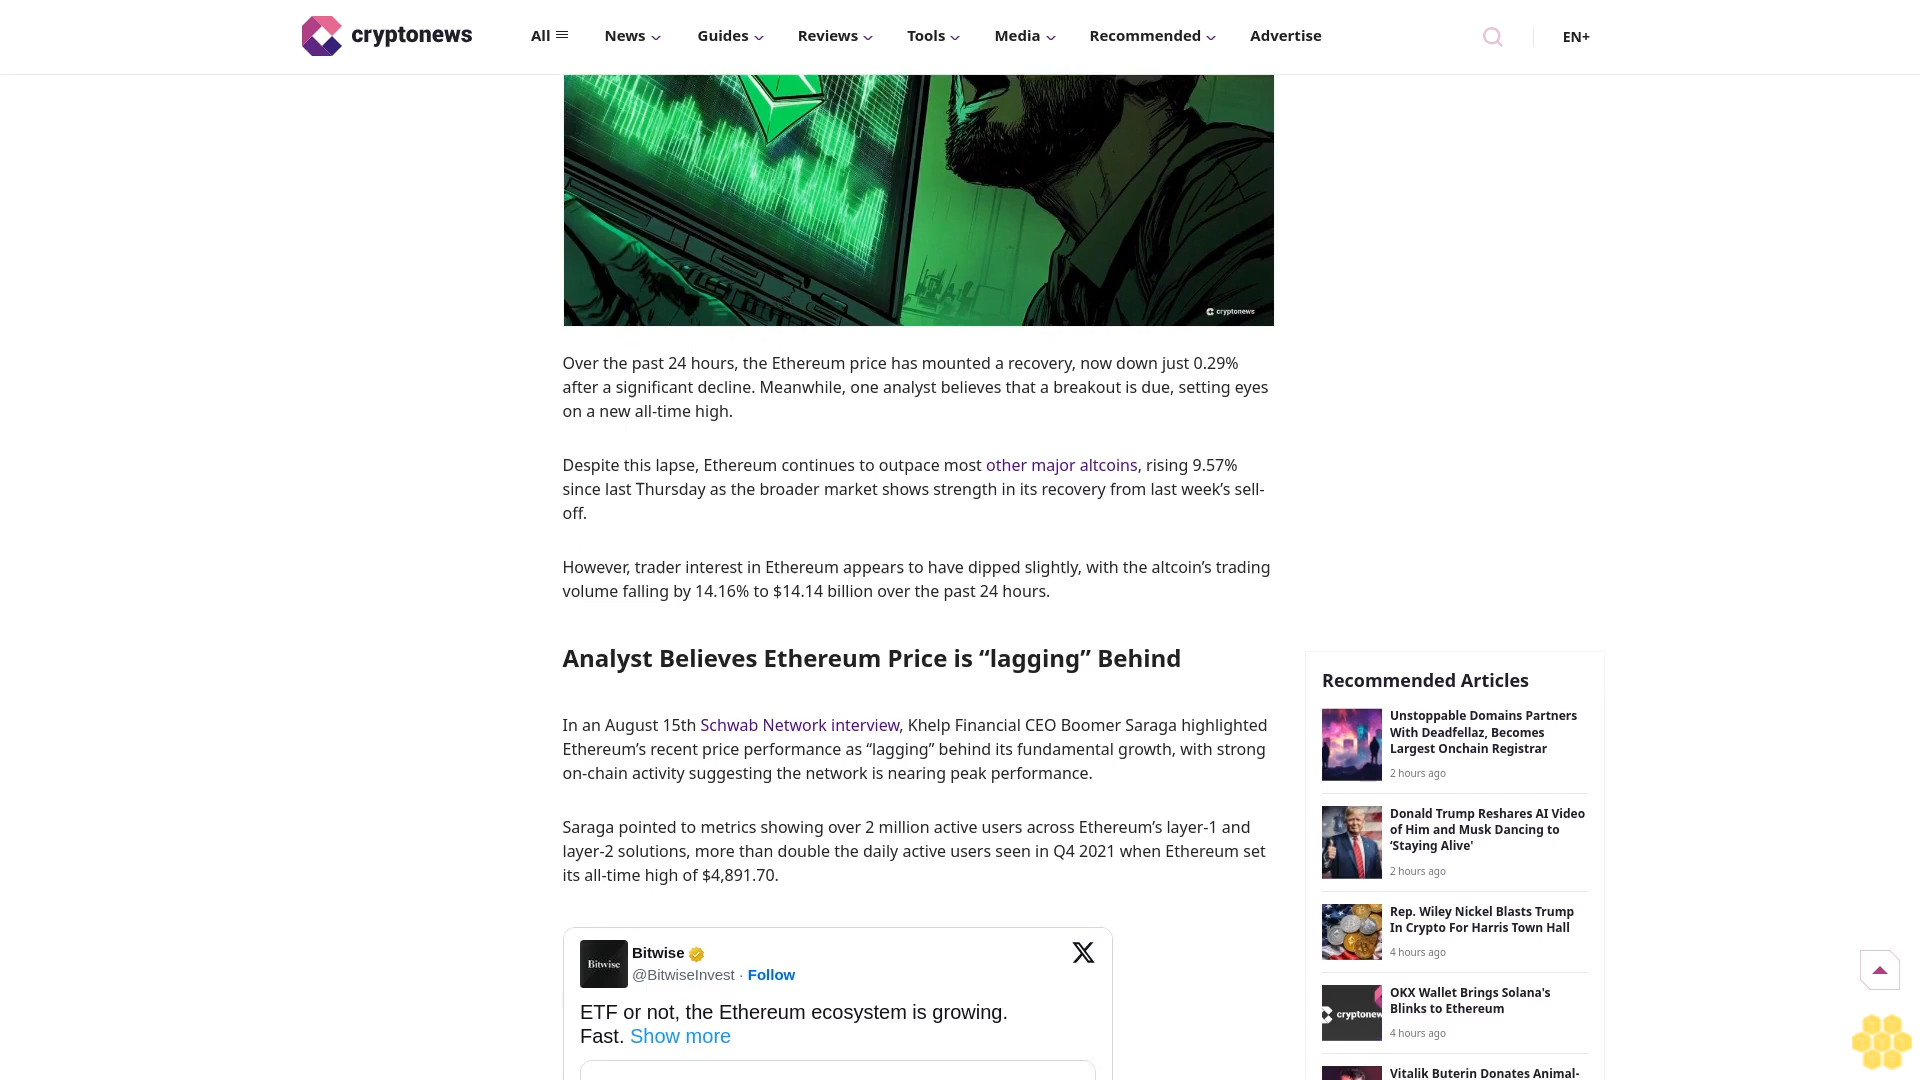 cryptonews
All
News
Guides
Reviews
Tools
Media
Recommended
Advertise
EN+
cryptonews
Over the past 24 hours, the Ethereum price has mounted a recovery, now down just 0.29%
after a significant decline. Meanwhile, one analyst believes that a breakout is due, setting eyes
on a new all-time high.
Despite this lapse, Ethereum continues to outpace most other major altcoins, rising 9.57%
since last Thursday as the broader market shows strength in its recovery from last week’s sell-
off.
However, trader interest in Ethereum appears to have dipped slightly, with the altcoin’s trading
volume falling by 14.16% to $14.14 billion over the past 24 hours.
Analyst Believes Ethereum Price is “lagging” Behind
In an August 15th Schwab Network interview, Khelp Financial CEO Boomer Saraga highlighted
Ethereum’s recent price performance as “lagging” behind its fundamental growth, with strong
on-chain activity suggesting the network is nearing peak performance.
Saraga pointed to metrics showing over 2 million active users across Ethereum’s layer-1 and
layer-2 solutions, more than double the daily active users seen in Q4 2021 when Ethereum set
its all-time high of $4,891.70.
Bitwise
Bitwise
@BitwiseInvest · Follow
ETF or not, the Ethereum ecosystem is growing.
Fast. Show more
Recommended Articles
Unstoppable Domains Partners
With Deadfellaz, Becomes
Largest Onchain Registrar
2 hours ago
Donald Trump Reshares AI Video
of Him and Musk Dancing to
‘Staying Alive'
2 hours ago
Rep. Wiley Nickel Blasts Trump
In Crypto For Harris Town Hall
4 hours ago
cryptonew
OKX Wallet Brings Solana's
Blinks to Ethereum
4 hours ago
Vitalik Buterin Donates Animal-